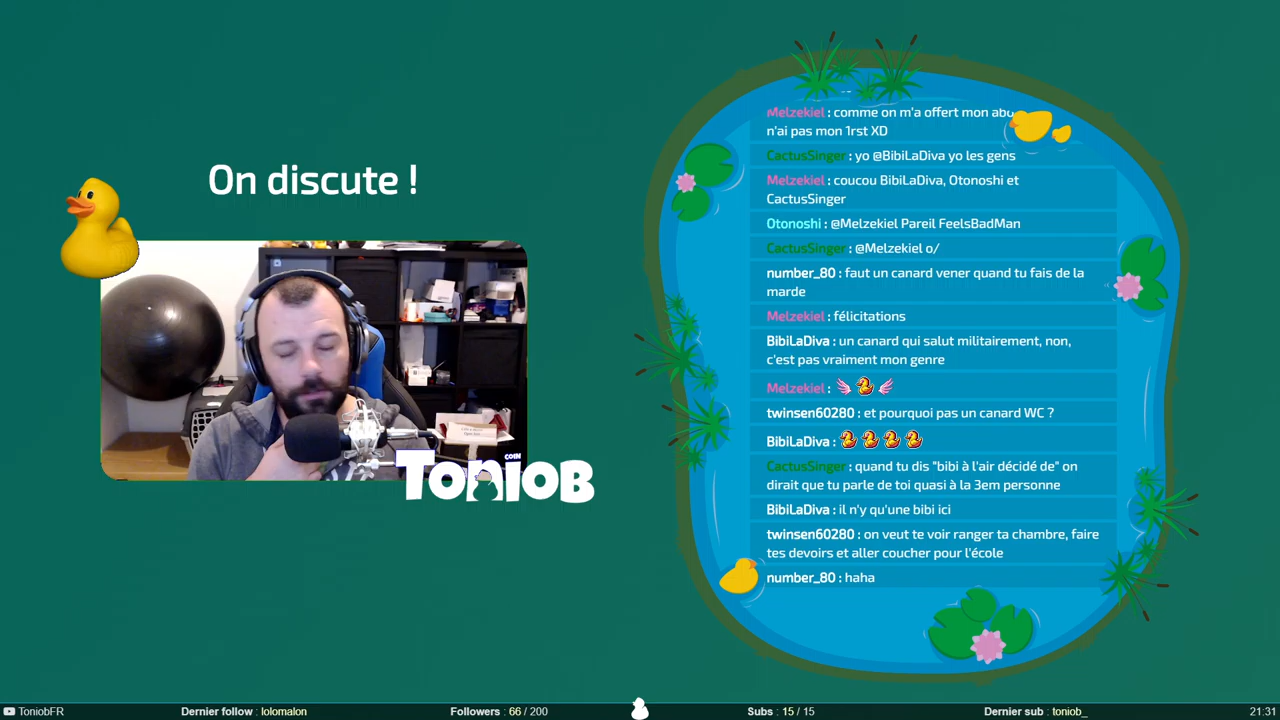 On discute !
COIN
TONIOB
Melzekiel : comme on m'a offert mon abo
n'ai pas mon 1rst XD
CactusSinger : yo @BibiLaDiva yo les gens
Melzekiel : coucou BibiLaDiva, Otonoshi et
CactusSinger
Otonoshi : @Melzekiel Pareil FeelsBadMan
CactusSinger : @Melzekiel o/
number_80 : faut un canard vener quand tu fais de la
marde
Melzekiel : félicitations
BibiLaDiva : un canard qui salut militairement, non,
c'est pas vraiment mon genre
Melzekiel :
twinsen60280 : et pourquoi pas un canard WC ?
BibiLaDiva :
CactusSinger : quand tu dis "bibi à l'air décidé de" on
dirait que tu parle de toi quasi à la 3em personne
BibiLaDiva : il n'y qu'une bibi ici
twinsen60280 : on veut te voir ranger ta chambre, faire
tes devoirs et aller coucher pour l'école
number_80 : haha
ToniobFR
Dernier follow : lolomalon
Followers : 66 / 200
Subs : 15 / 15
Dernier sub : toniob_
21:31